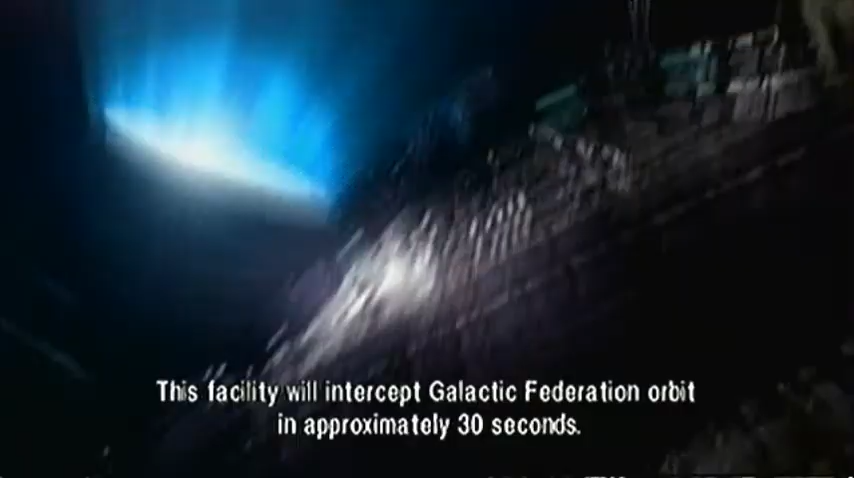 This facility will intercept Galactic Federation orbit
in approximately 30 seconds.